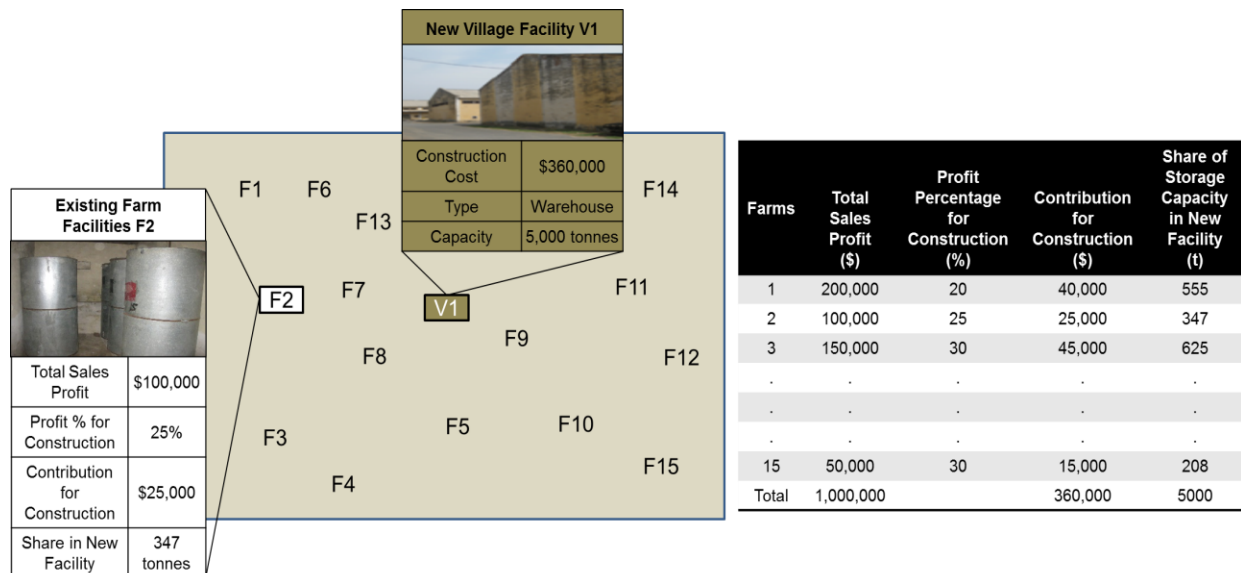 New Village Facility V1
Construction
Cost
$360,000
Type
Warehouse
Capacity
5,000 tonnes
Existing Farm
Facilities F2
Total Sales
Profit
$100,000
Profit % for
Construction
25%
Contribution
for
Construction
$25,000
Share in New
Facility
347
tonnes
F1
F6
F13
F14
F2
F7
V1
F11
F8
F9
F12
F3
F5
F10
F4
F15
Farms
Total
Sales
Profit
($)
Profit
Percentage
for
Construction
(%)
Contribution
for
Construction
($)
Share of
Storage
Capacity
in New
Facility
(t)
1 200,000 20 40,000 555
2 100,000 25 25,000 347
3 150,000 30 45,000 625
. . . . .
. . . . .
. . . . .
15 50,000 30 15,000 208
Total 1,000,000 360,000 5000